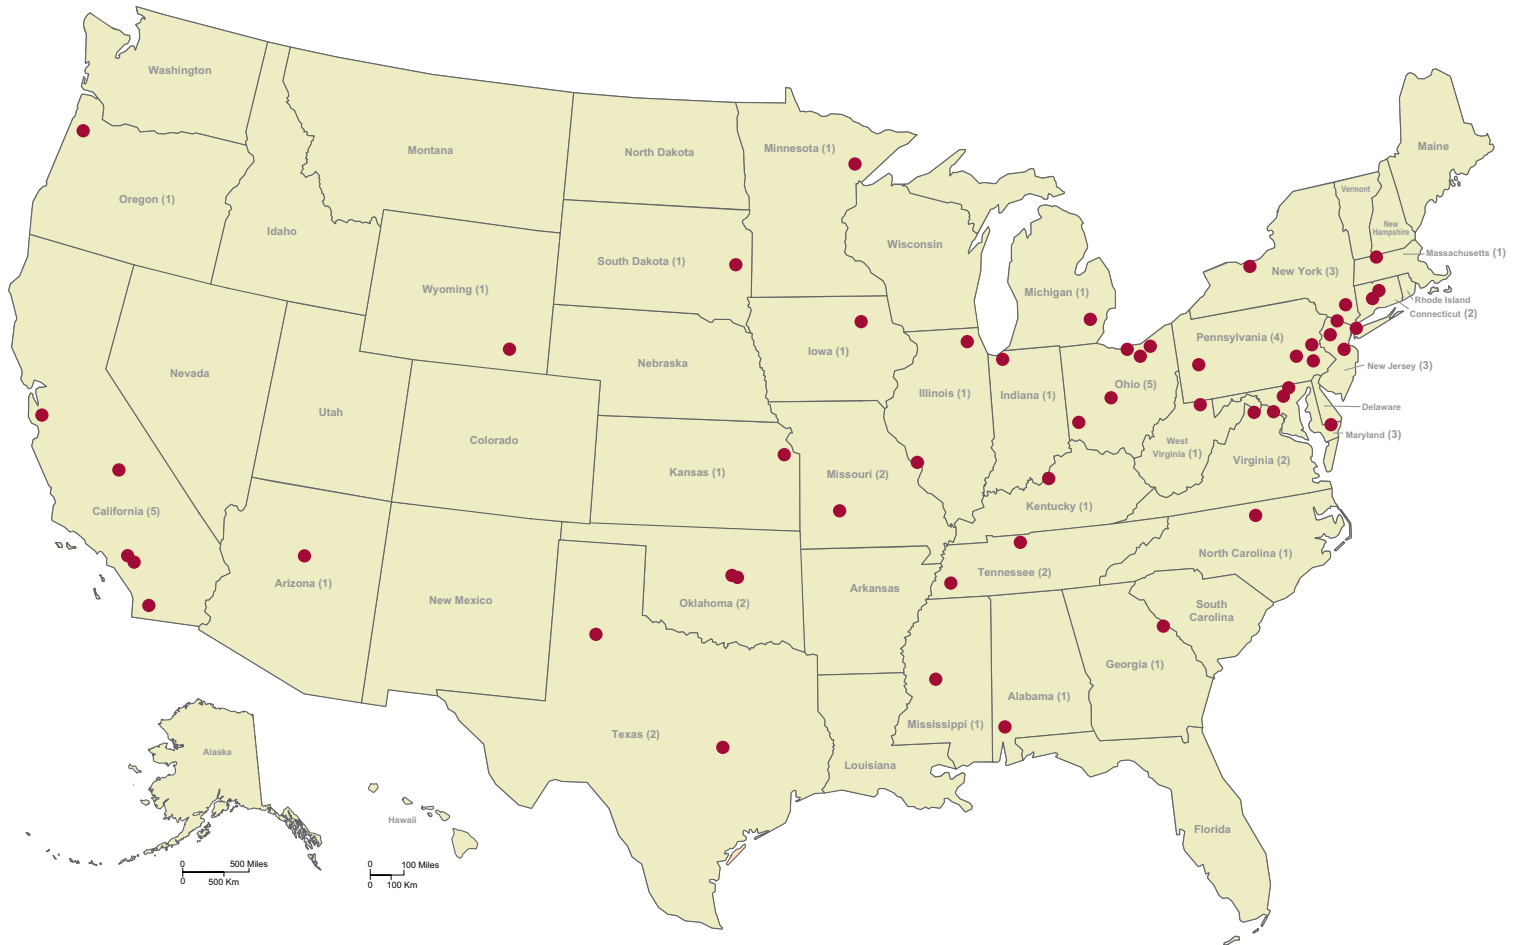 Washington
Montana
North Dakota
Minnesota (1)
Maine
Vermont
New
Hampshire
Oregon (1)
Idaho
South Dakota (1)
Wisconsin
Massachusetts (1)
New York (3)
Wyoming (1)
Michigan (1)
Rhode Island
Connecticut (2)
Pennsylvania (4)
Iowa (1)
Nebraska
Nevada
New Jersey (3)
Utah
Illinois (1)
Indiana (1)
Ohio (5)
Delaware
Colorado
Maryland (3)
West
Virginia (1)
Kansas (1)
Missouri (2)
Virginia (2)
California (5)
Kentucky (1)
North Carolina (1)
Arizona (1)
Tennessee (2)
Arkansas
New Mexico
Oklahoma (2)
South
Carolina
Georgia (1)
Alabama (1)
Mississippi (1)
Texas (2)
Alaska
Louisiana
Hawaii
Florida
0 500 Miles
0 500 Km
0 100 Miles
0 100 Km